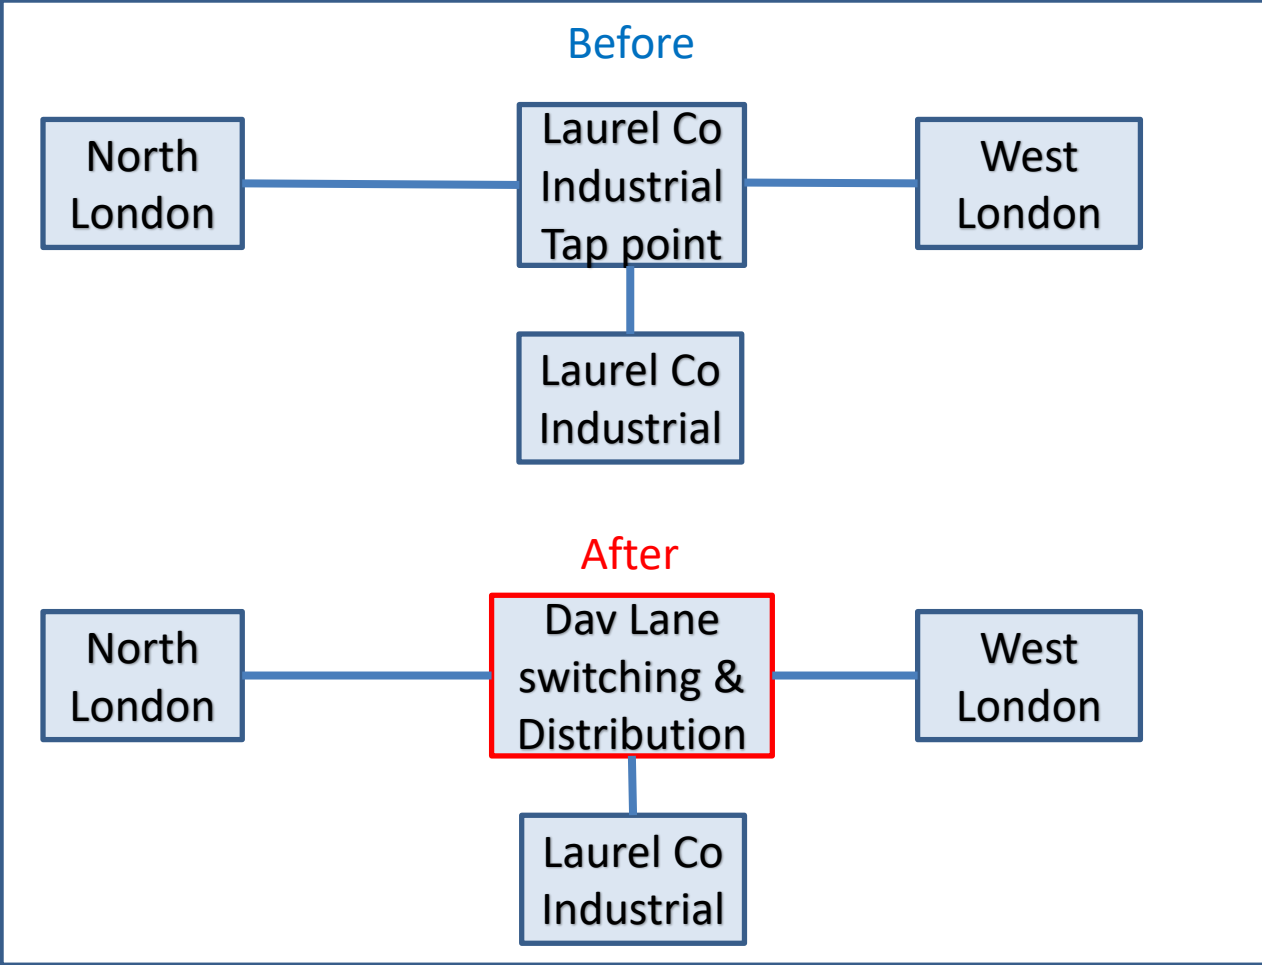 Before
North
London
Laurel Co
Industrial
Tap point
West
London
Laurel Co
Industrial
After
North
London
Dav Lane
switching &
Distribution
West
London
Laurel Co
Industrial